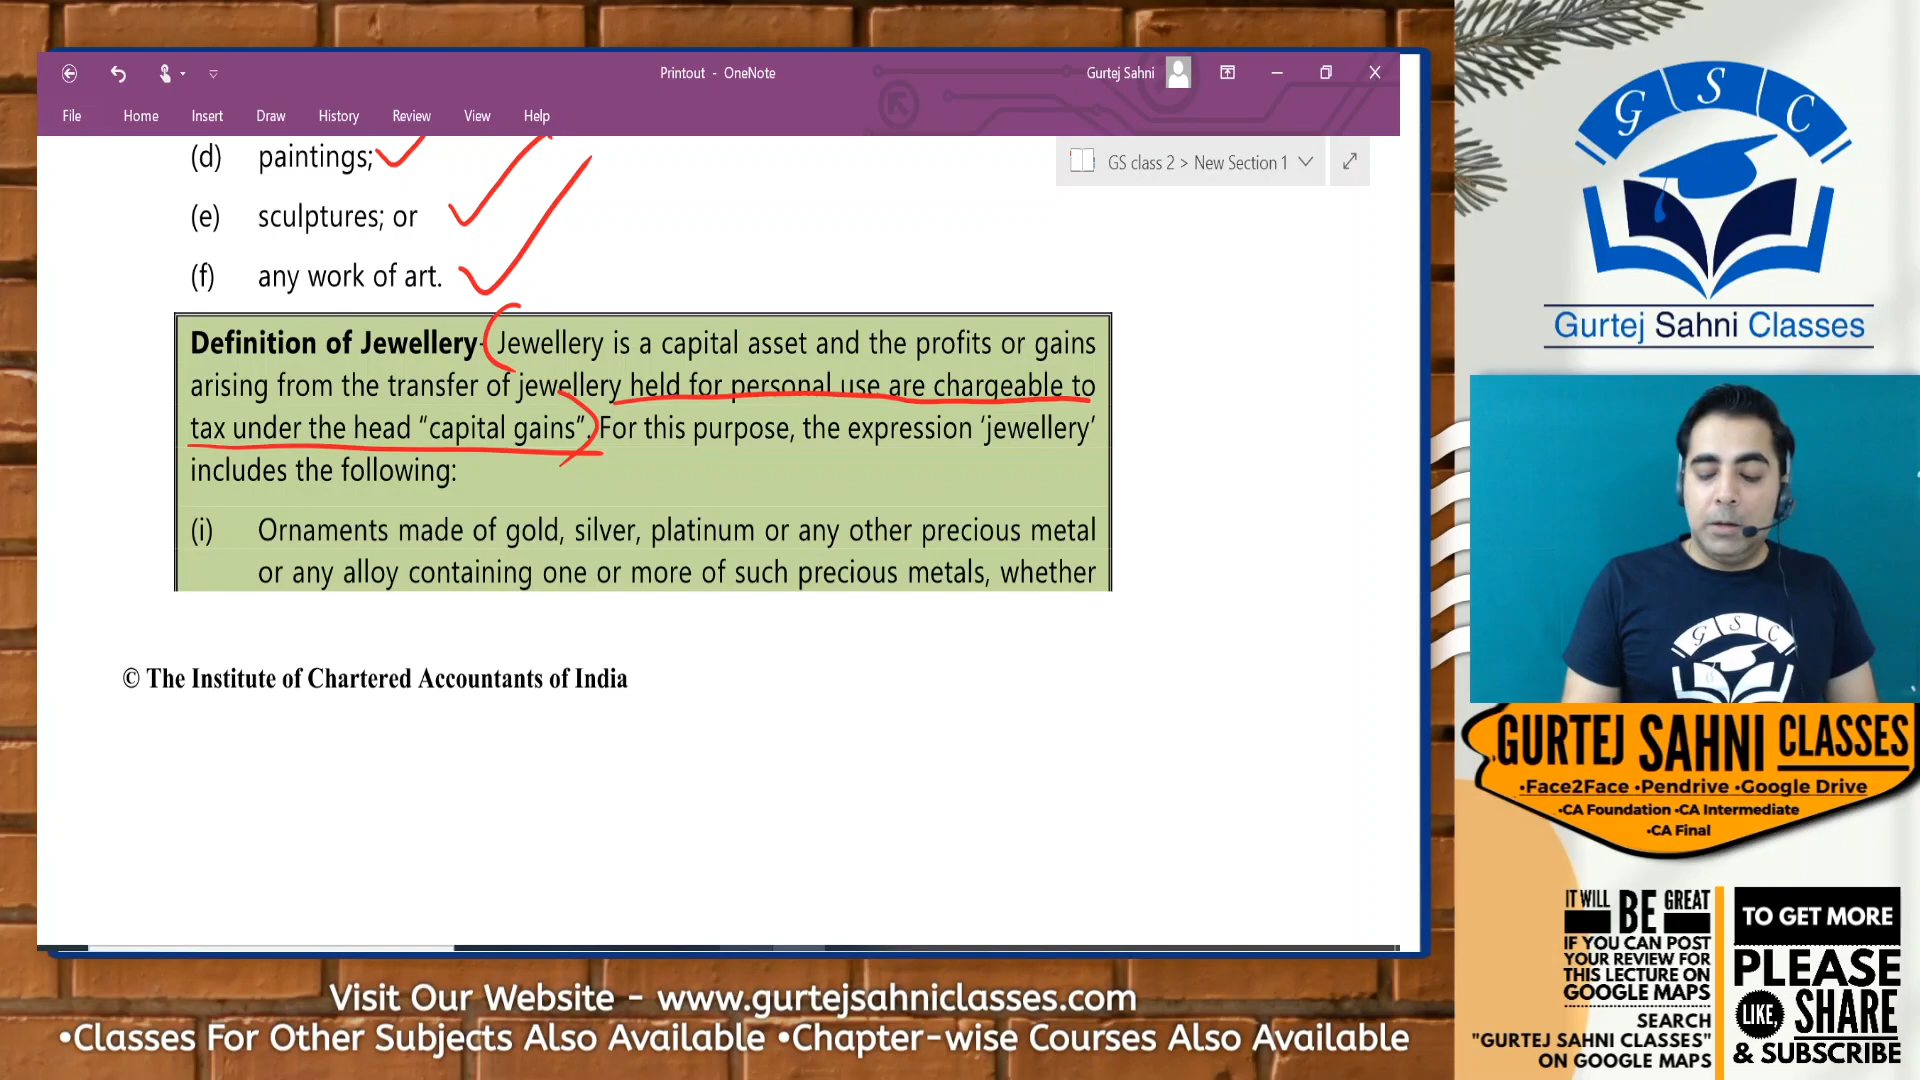 Printout - OneNote
Gurtej Sahni
File Home Insert Draw History Review View Help
GS class 2 > New Section 1
(d) paintings;
(e) sculptures; or
(f) any work of art.
Definition of Jewellery- Jewellery is a capital asset and the profits or gains
arising from the transfer of jewellery held for personal use are chargeable to
tax under the head “capital gains”. For this purpose, the expression ‘jewellery’
includes the following:
(i) Ornaments made of gold, silver, platinum or any other precious metal
or any alloy containing one or more of such precious metals, whether
© The Institute of Chartered Accountants of India
G S C
Gurtej Sahni Classes
G S C
GURTEJ SAHNI CLASSES
•Face2Face •Pendrive •Google Drive
•CA Foundation •CA Intermediate
•CA Final
IT WILL BE GREAT
IF YOU CAN POST
YOUR REVIEW FOR
THIS LECTURE ON
GOOGLE MAPS
SEARCH
"GURTEJ SAHNI CLASSES"
ON GOOGLE MAPS
TO GET MORE
PLEASE
LIKE, SHARE
& SUBSCRIBE
Visit Our Website - www.gurtejsahniclasses.com
•Classes For Other Subjects Also Available •Chapter-wise Courses Also Available